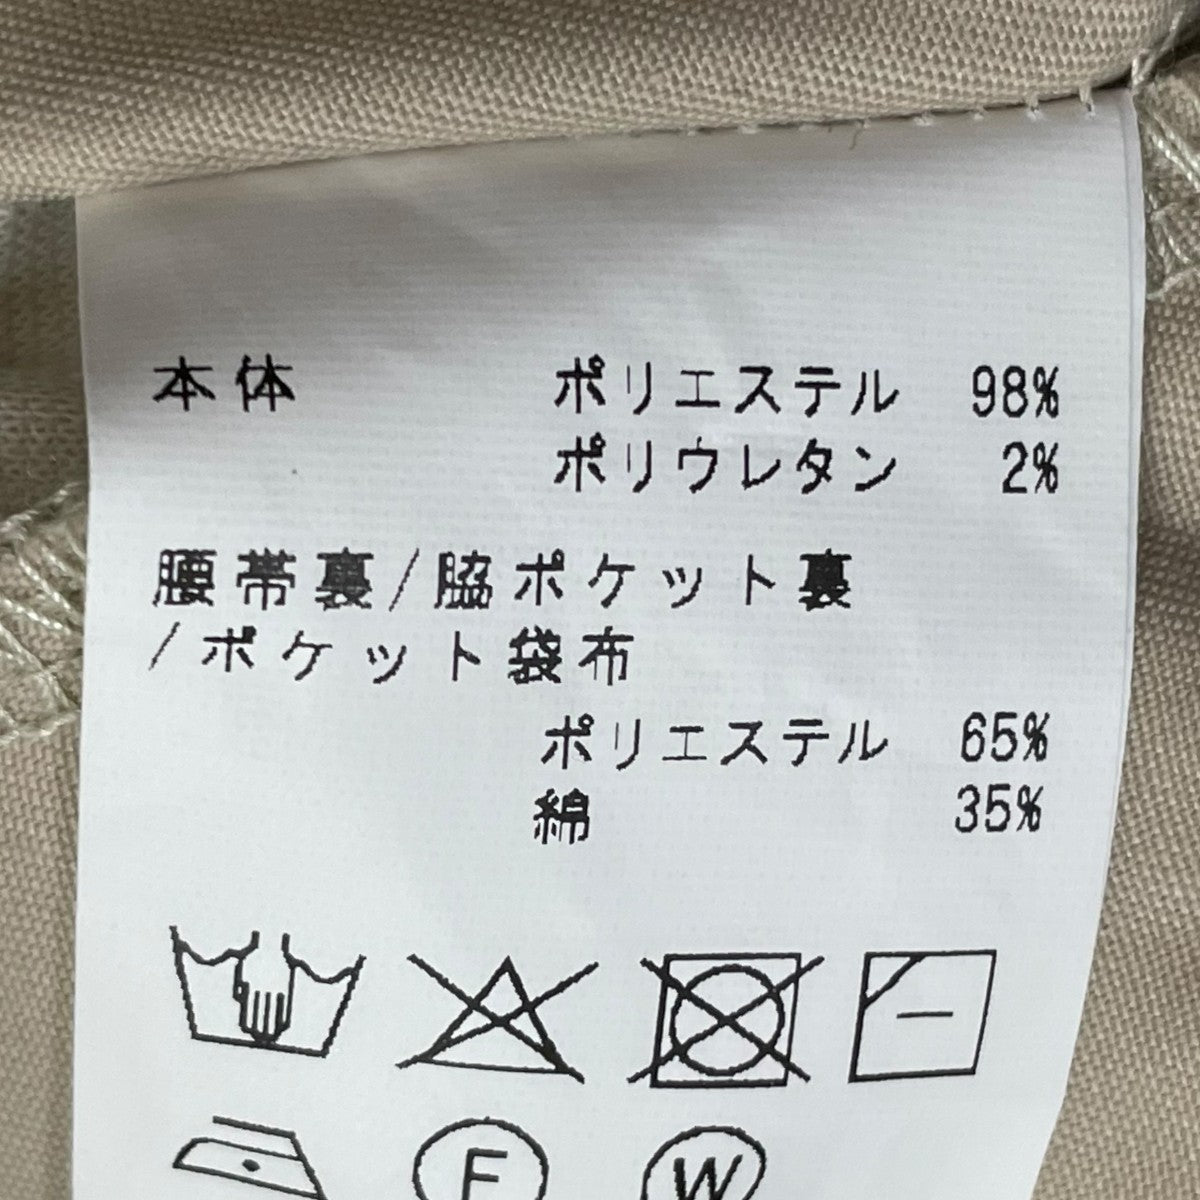 本体 ポリエステル 98%
ポリウレタン 2%
腰帯裏/脇ポケット裏
/ポケット袋布
ポリエステル 65%
綿 35%
F W